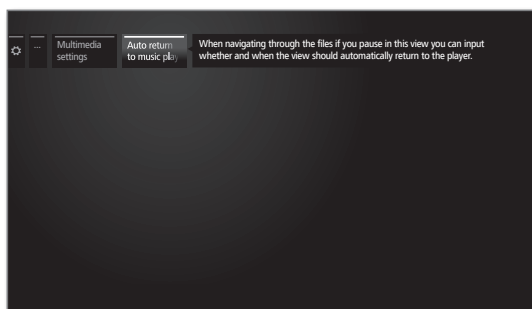 ...
Multimedia
settings
Auto return
to music play
When navigating through the files if you pause in this view you can input
whether and when the view should automatically return to the player.